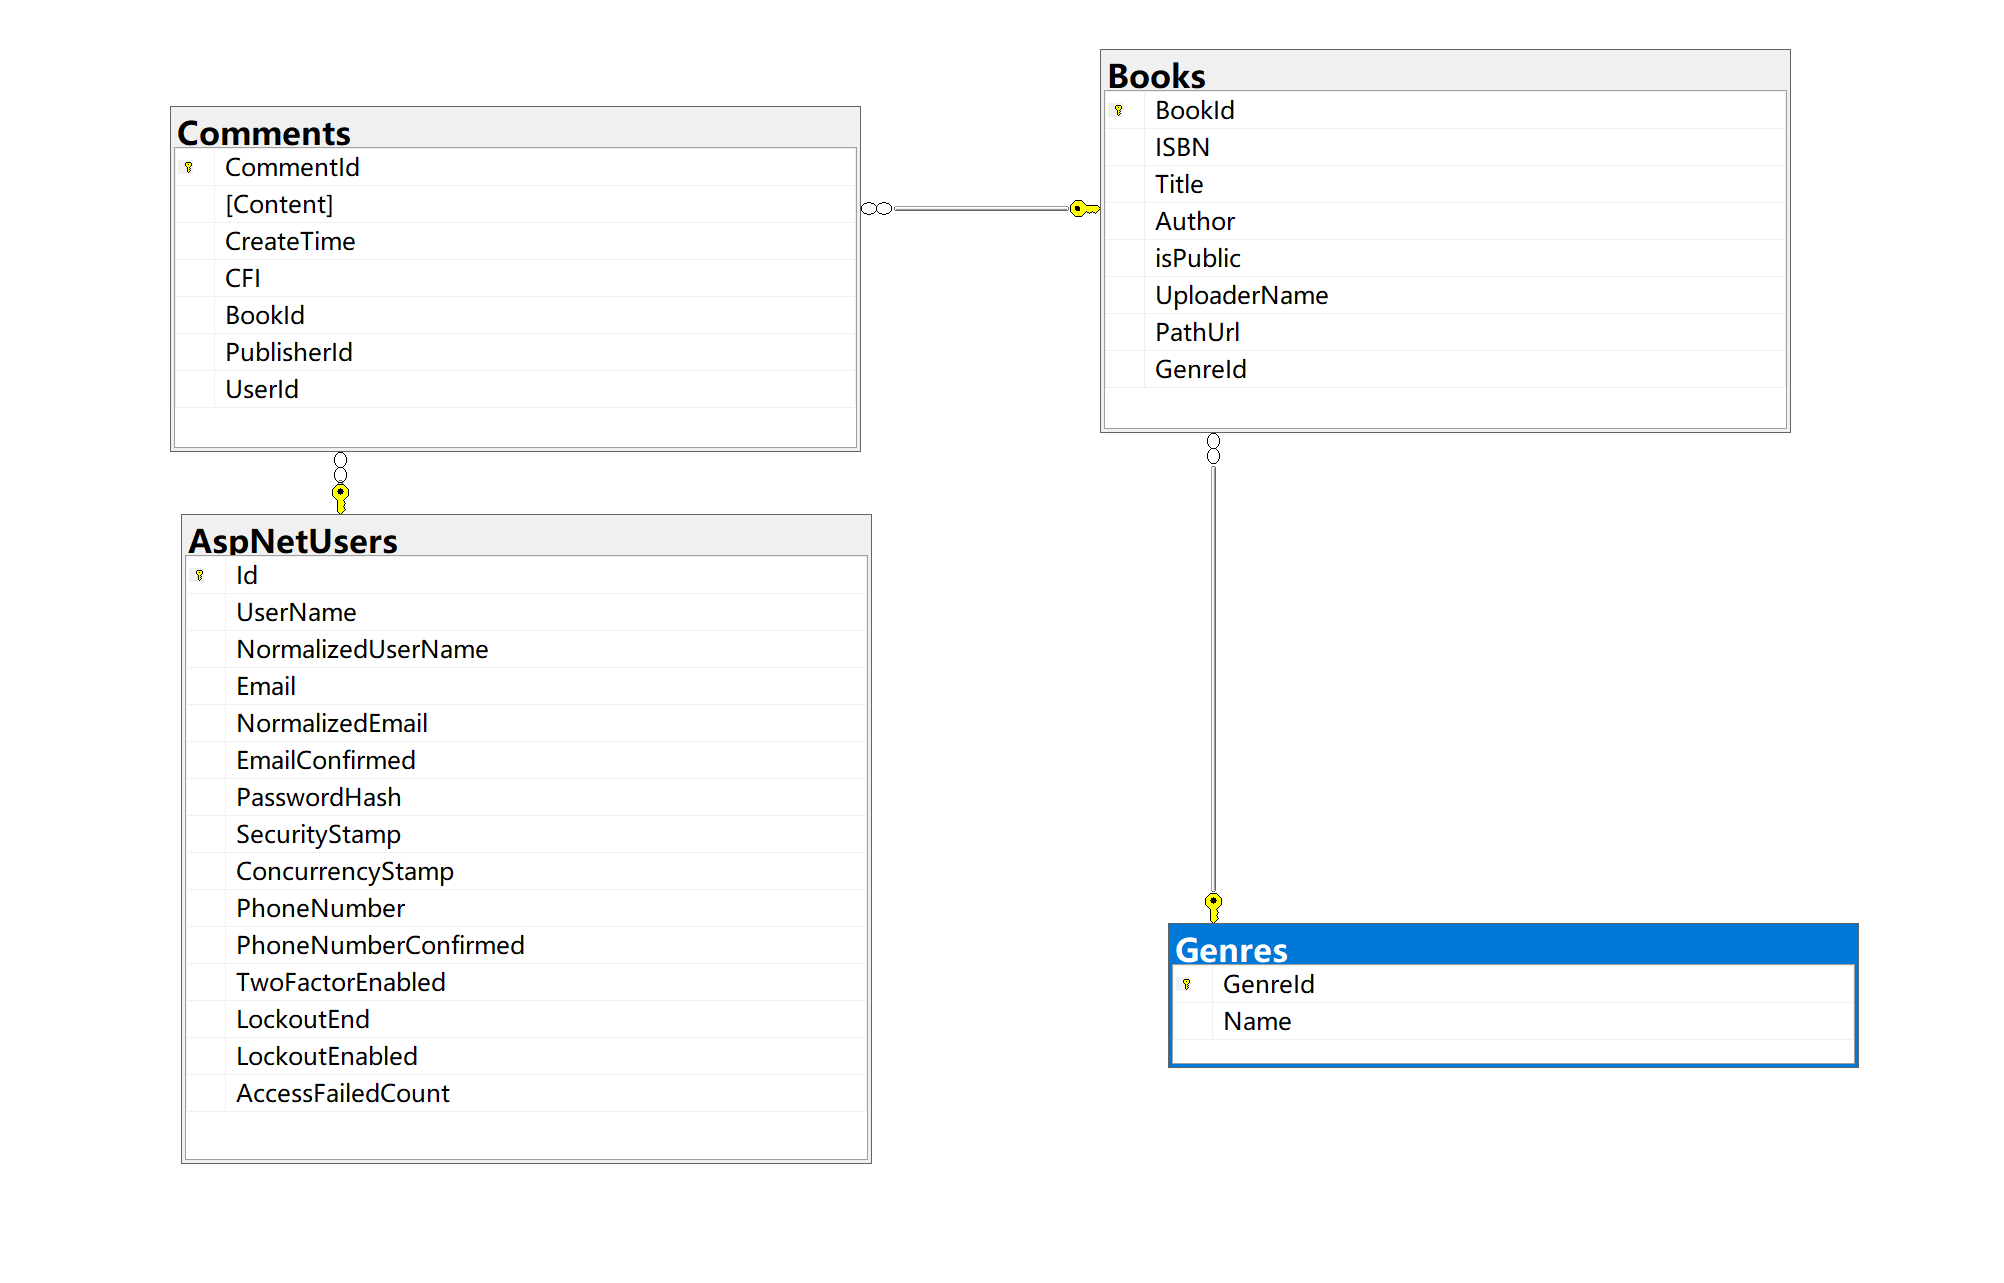 Comments
CommentId
[Content]
CreateTime
CFI
BookId
PublisherId
UserId
Books
BookId
ISBN
Title
Author
isPublic
UploaderName
PathUrl
GenreId
AspNetUsers
Id
UserName
NormalizedUserName
Email
NormalizedEmail
EmailConfirmed
PasswordHash
SecurityStamp
ConcurrencyStamp
PhoneNumber
PhoneNumberConfirmed
TwoFactorEnabled
LockoutEnd
LockoutEnabled
AccessFailedCount
Genres
GenreId
Name